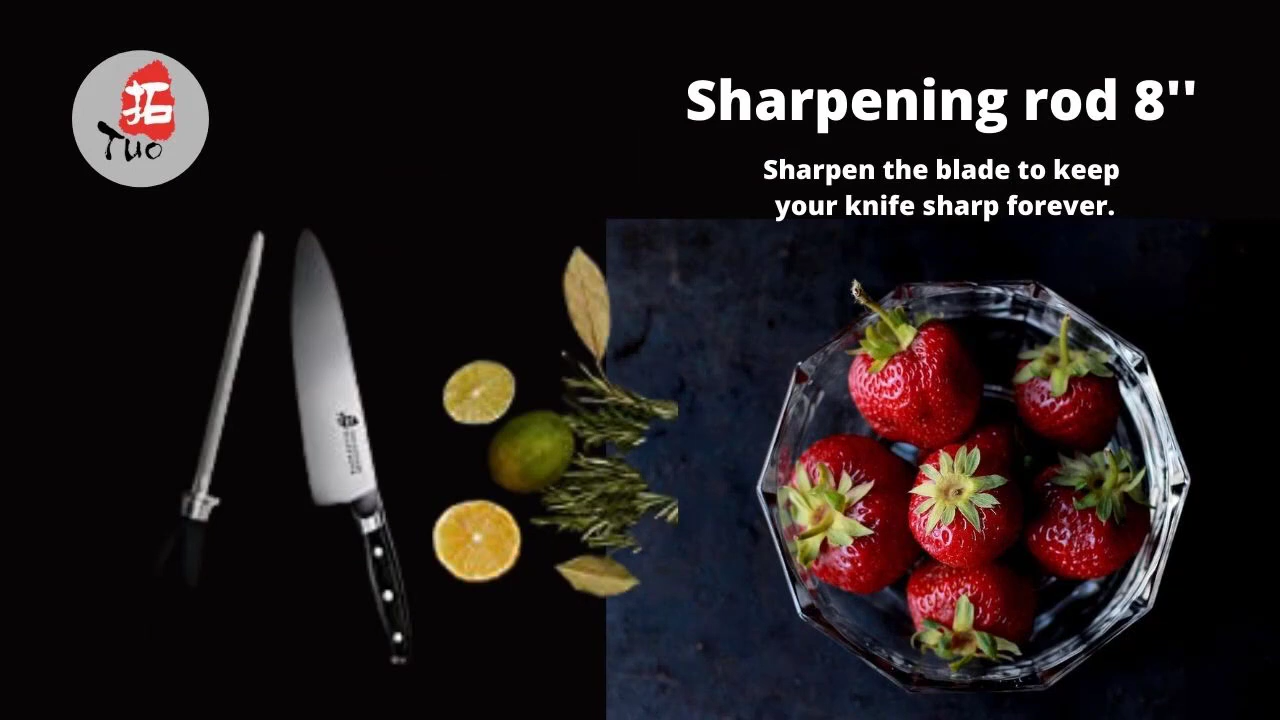 拓
TUO
Sharpening rod 8''
Sharpen the blade to keep
your knife sharp forever.